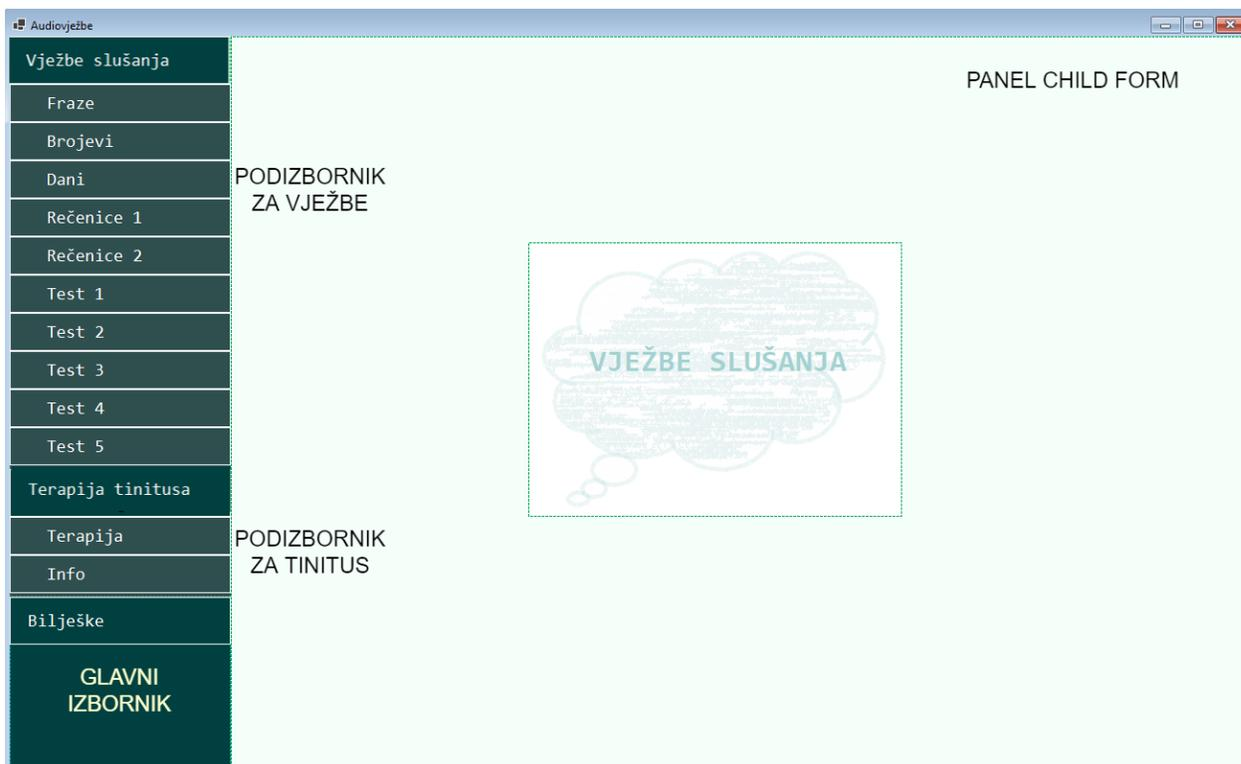 Audiovježbe
Vježbe slušanja
Fraze
Brojevi
Dani
Rečenice 1
Rečenice 2
Test 1
Test 2
Test 3
Test 4
Test 5
Terapija tinitusa
Terapija
Info
Bilješke
GLAVNI
IZBORNIK
PODIZBORNIK
ZA VJEŽBE
PODIZBORNIK
ZA TINITUS
PANEL CHILD FORM
VJEŽBE SLUŠANJA